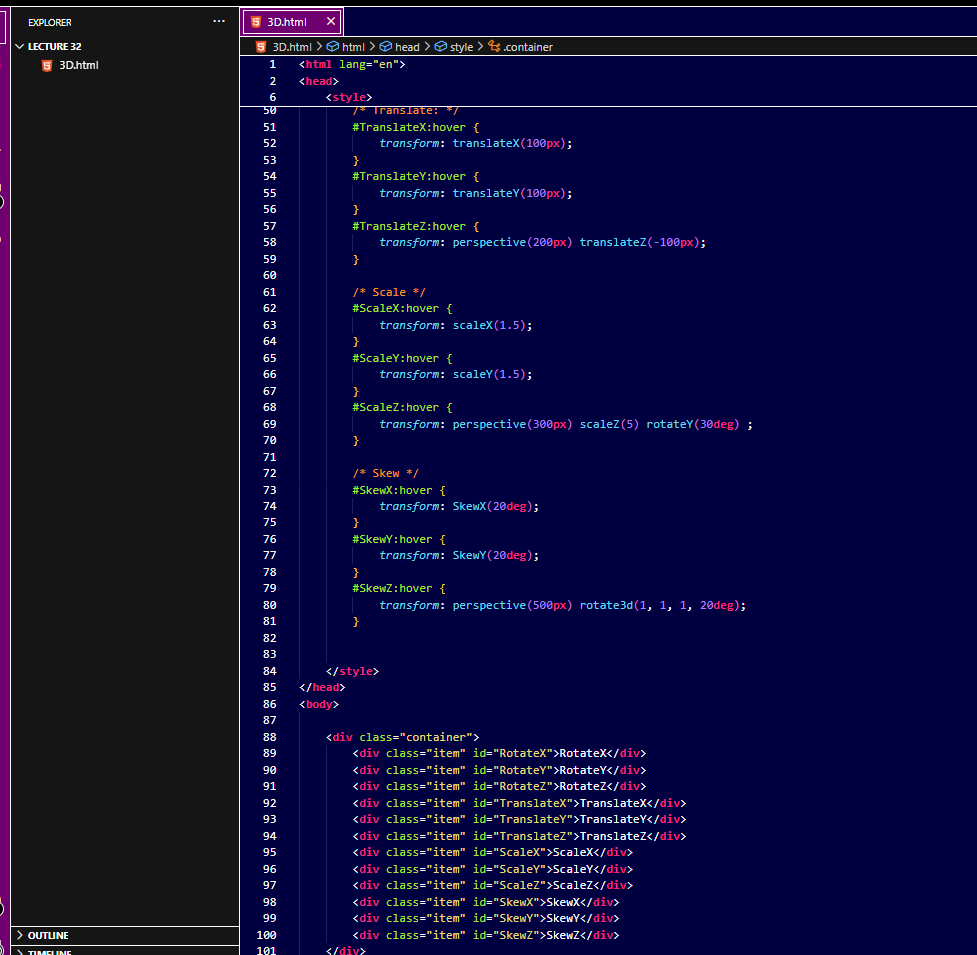 EXPLORER ...
LECTURE 32
3D.html
3D.html
3D.html > html > head > style > .container
1 <html lang="en">
2 <head>
6 <style>
50 /* Translate: */
51 #TranslateX:hover {
52 transform: translateX(100px);
53 }
54 #TranslateY:hover {
55 transform: translateY(100px);
56 }
57 #TranslateZ:hover {
58 transform: perspective(200px) translateZ(-100px);
59 }
60
61 /* Scale */
62 #ScaleX:hover {
63 transform: scaleX(1.5);
64 }
65 #ScaleY:hover {
66 transform: scaleY(1.5);
67 }
68 #ScaleZ:hover {
69 transform: perspective(300px) scaleZ(5) rotateY(30deg) ;
70 }
71
72 /* Skew */
73 #SkewX:hover {
74 transform: SkewX(20deg);
75 }
76 #SkewY:hover {
77 transform: SkewY(20deg);
78 }
79 #SkewZ:hover {
80 transform: perspective(500px) rotate3d(1, 1, 1, 20deg);
81 }
82
83
84 </style>
85 </head>
86 <body>
87
88 <div class="container">
89 <div class="item" id="RotateX">RotateX</div>
90 <div class="item" id="RotateY">RotateY</div>
91 <div class="item" id="RotateZ">RotateZ</div>
92 <div class="item" id="TranslateX">TranslateX</div>
93 <div class="item" id="TranslateY">TranslateY</div>
94 <div class="item" id="TranslateZ">TranslateZ</div>
95 <div class="item" id="ScaleX">ScaleX</div>
96 <div class="item" id="ScaleY">ScaleY</div>
97 <div class="item" id="ScaleZ">ScaleZ</div>
98 <div class="item" id="SkewX">SkewX</div>
99 <div class="item" id="SkewY">SkewY</div>
100 <div class="item" id="SkewZ">SkewZ</div>
101 </div>
OUTLINE
TIMELINE